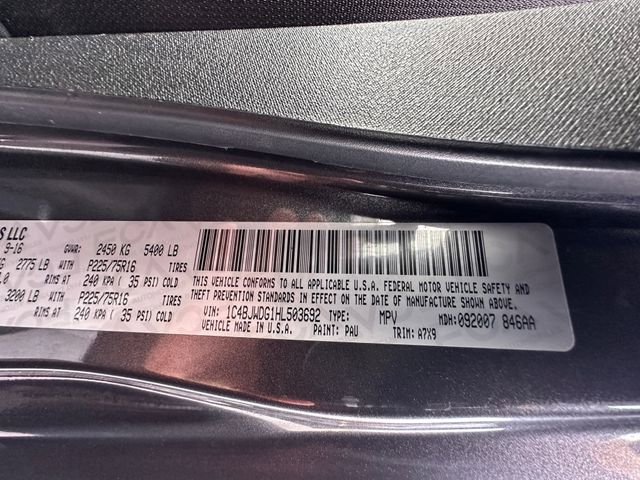 S LLC
9-16 GVWR: 2450 KG 5400 LB
2775 LB WITH P225/75R16 TIRES
.0 RIMS AT 240 KPA ( 35 PSI) COLD
3200 LB WITH P225/75R16 TIRES
RIMS AT 240 KPA ( 35 PSI) COLD
THIS VEHICLE CONFORMS TO ALL APPLICABLE U.S.A. FEDERAL MOTOR VEHICLE SAFETY AND
THEFT PREVENTION STANDARDS IN EFFECT ON THE DATE OF MANUFACTURE SHOWN ABOVE.
VIN: 1C4BJWDG1HL503692 TYPE: MPV MDH: 092007 846AA
VEHICLE MADE IN U.S.A. PAINT: PAU TRIM: A7X9